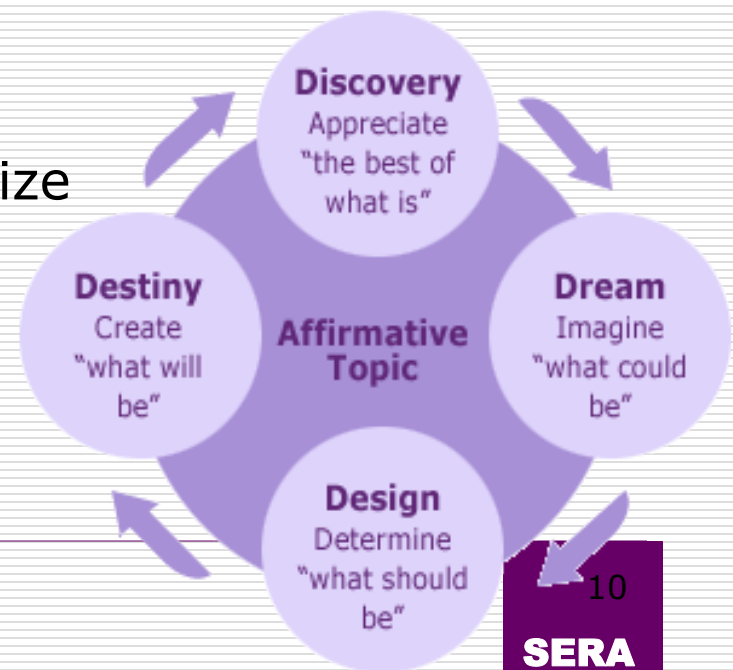 ize
Discovery
Appreciate
“the best of
what is”
Destiny
Create
“what will
be”
Affirmative
Topic
Dream
Imagine
“what could
be”
Design
Determine
“what should
be”
10
SERA